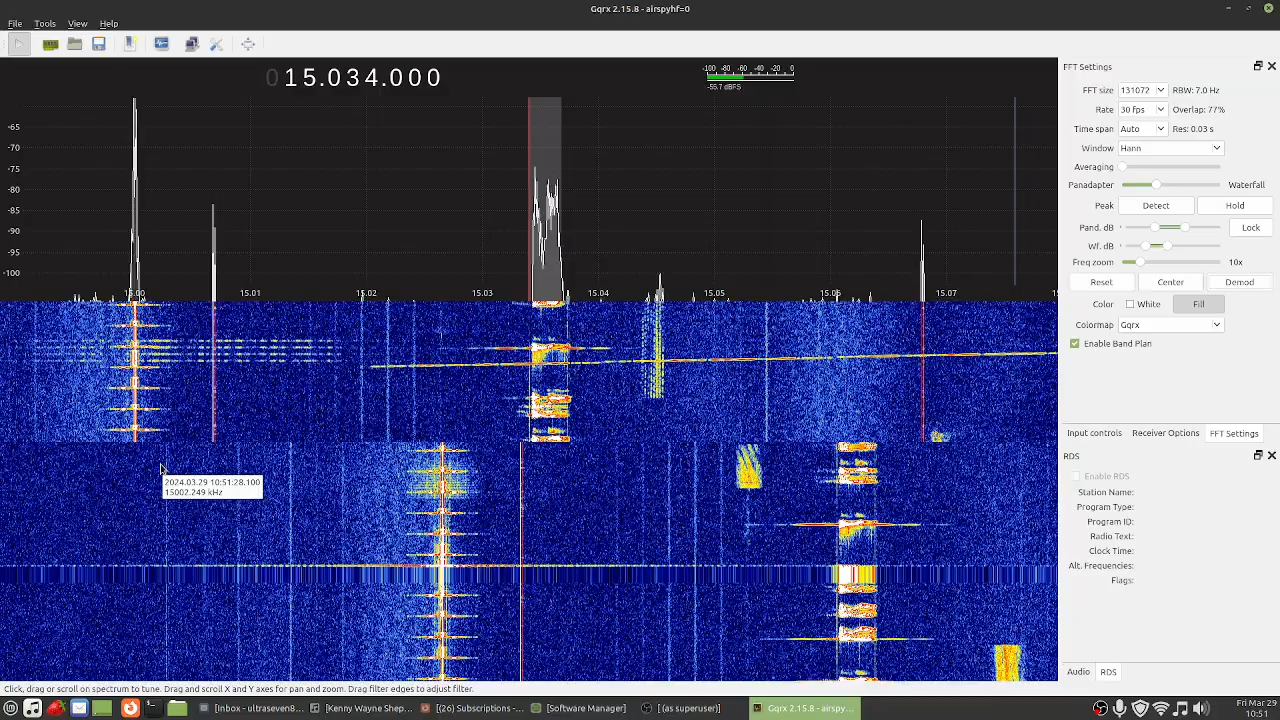 Gqrx 2.15.8 - airspyhf=0
File Tools View Help
015.034.000
-100 -80 -60 -40 -20 0
-55.7 dBFS
-65
-70
-75
-80
-85
-90
-95
-100
15.00 15.01 15.02 15.03 15.04 15.05 15.06 15.07
2024.03.29 10:51:28.100
15002.249 kHz
FFT Settings
FFT size 131072 RBW: 7.0 Hz
Rate 30 fps Overlap: 77%
Time span Auto Res: 0.03 s
Window Hann
Averaging
Panadapter Waterfall
Peak Detect Hold
Pand. dB Lock
Wf. dB
Freq zoom 10x
Reset Center Demod
Color White Fill
Colormap Gqrx
Enable Band Plan
Input controls Receiver Options FFT Settings
RDS
Enable RDS
Station Name:
Program Type:
Program ID:
Radio Text:
Clock Time:
Alt. Frequencies:
Flags:
Audio RDS
Click, drag or scroll on spectrum to tune. Drag and scroll X and Y axes for pan and zoom. Drag filter edges to adjust filter.
[Inbox - ultraseven8... [Kenny Wayne Shep... [(26) Subscriptions - ... [Software Manager] [ (as superuser)] Gqrx 2.15.8 - airspy... Fri Mar 29
10:51